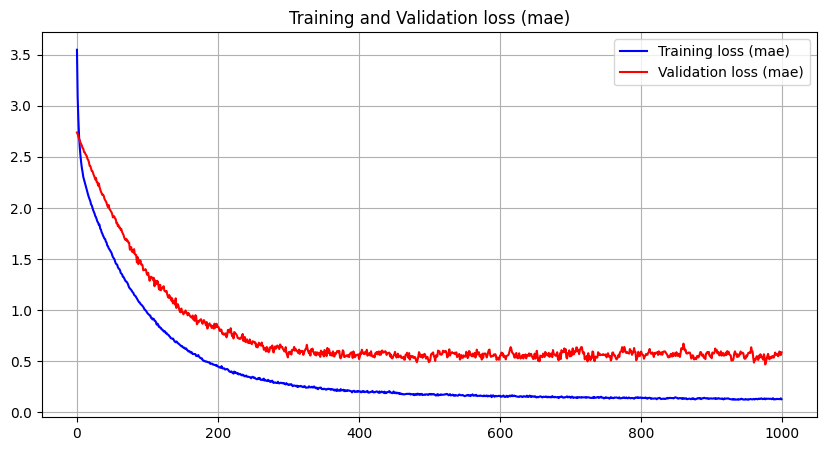 Training and Validation loss (mae)
Training loss (mae)
Validation loss (mae)
3.5
3.0
2.5
2.0
1.5
1.0
0.5
0.0
0 200 400 600 800 1000